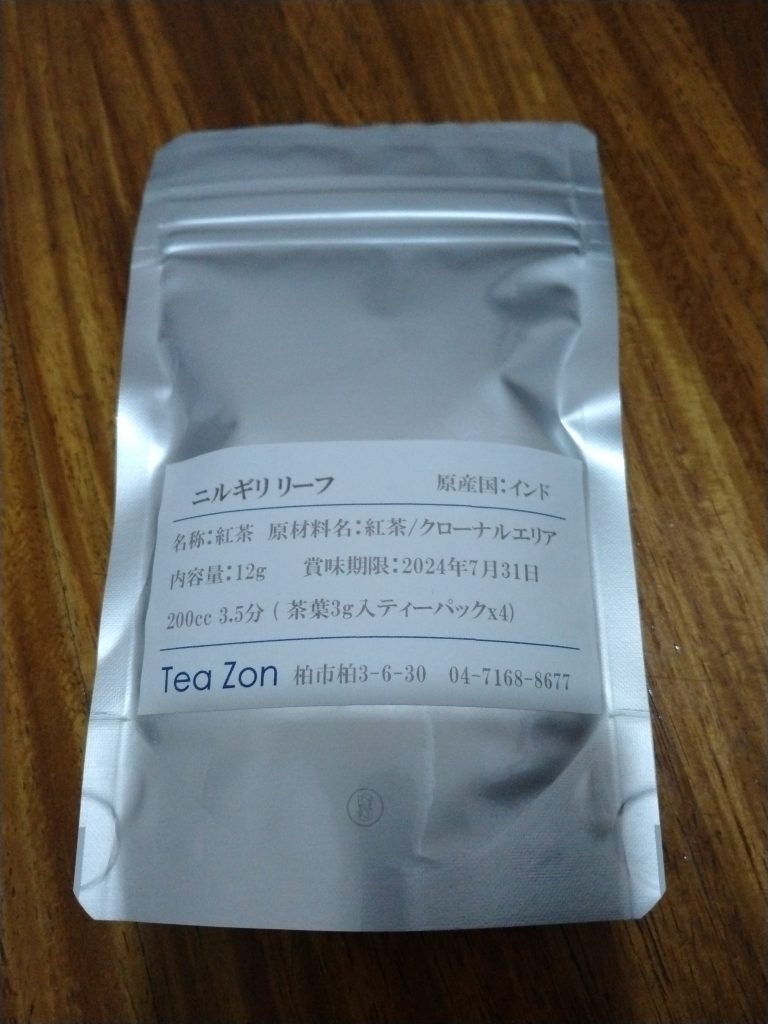 ニルギリ リーフ 原産国:インド
名称:紅茶 原材料名:紅茶/クローナルエリア
内容量:12g 賞味期限:2024年7月31日
200cc 3.5分 ( 茶葉3g入ティーパックx4)
Tea Zon 柏市柏3-6-30 04-7168-8677